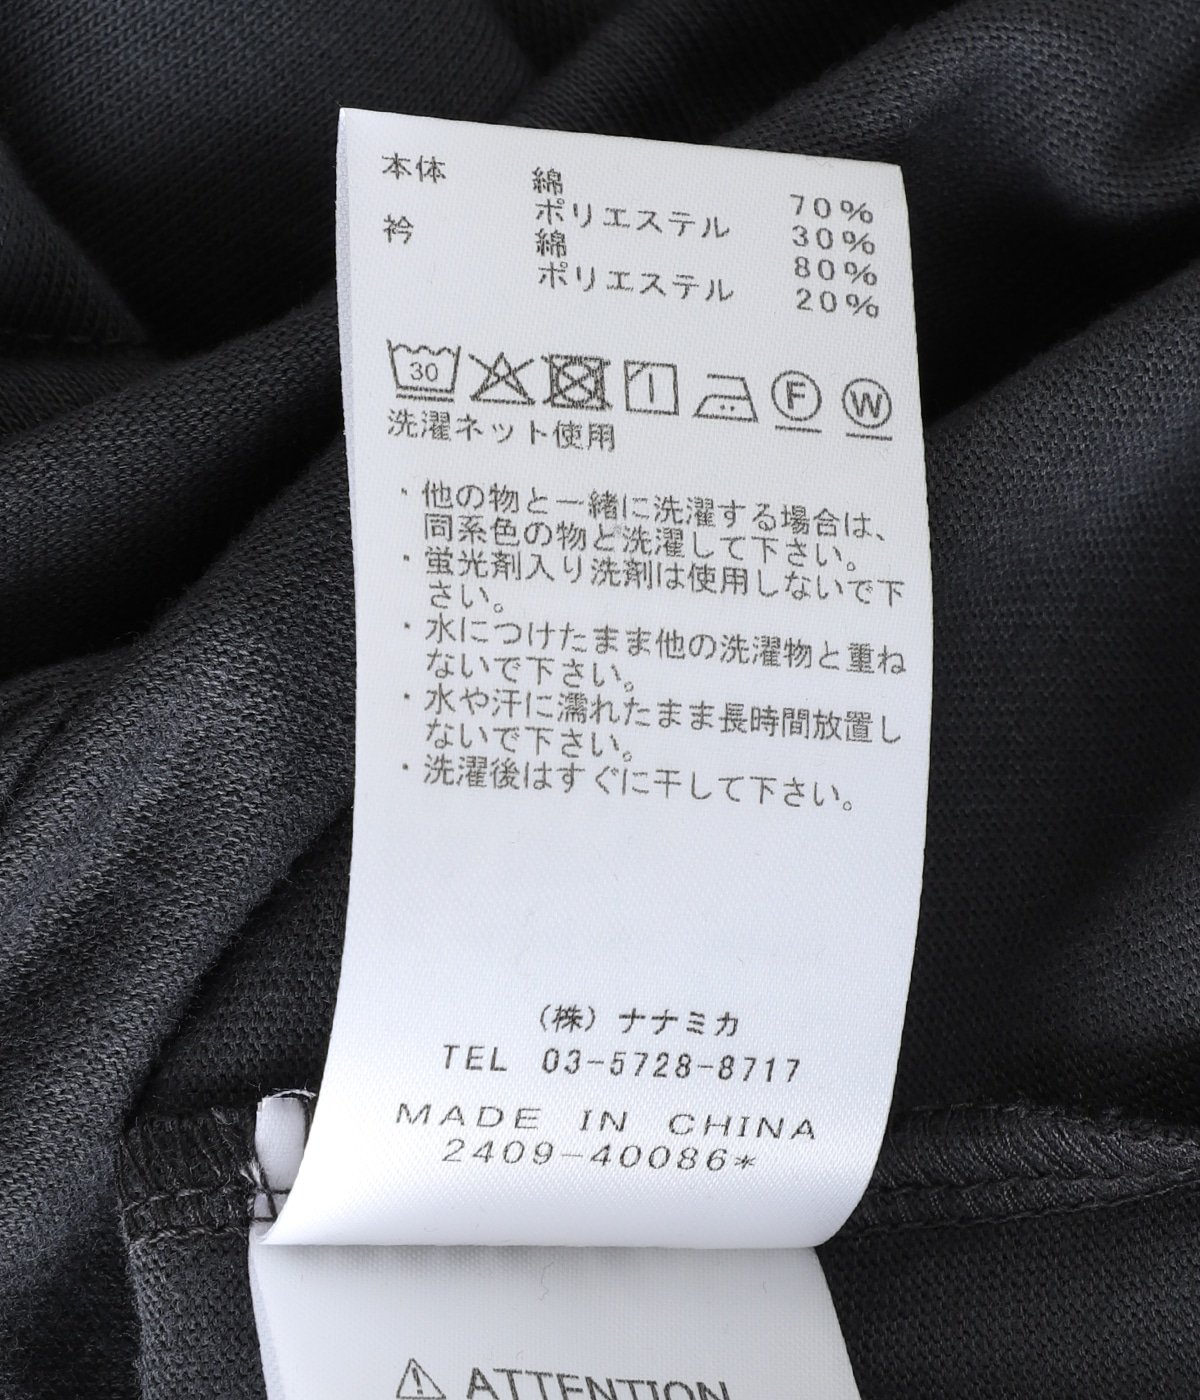 本体 綿 70%
ポリエステル 30%
衿 綿 80%
ポリエステル 20%
30 F W
洗濯ネット使用
・他の物と一緒に洗濯する場合は、
同系色の物と洗濯して下さい。
・蛍光剤入り洗剤は使用しないで下
さい。
・水につけたまま他の洗濯物と重ね
ないで下さい。
・水や汗に濡れたまま長時間放置し
ないで下さい。
・洗濯後はすぐに干して下さい。
(株)ナナミカ
TEL 03-5728-8717
MADE IN CHINA
2409-40086*
ATTENTION